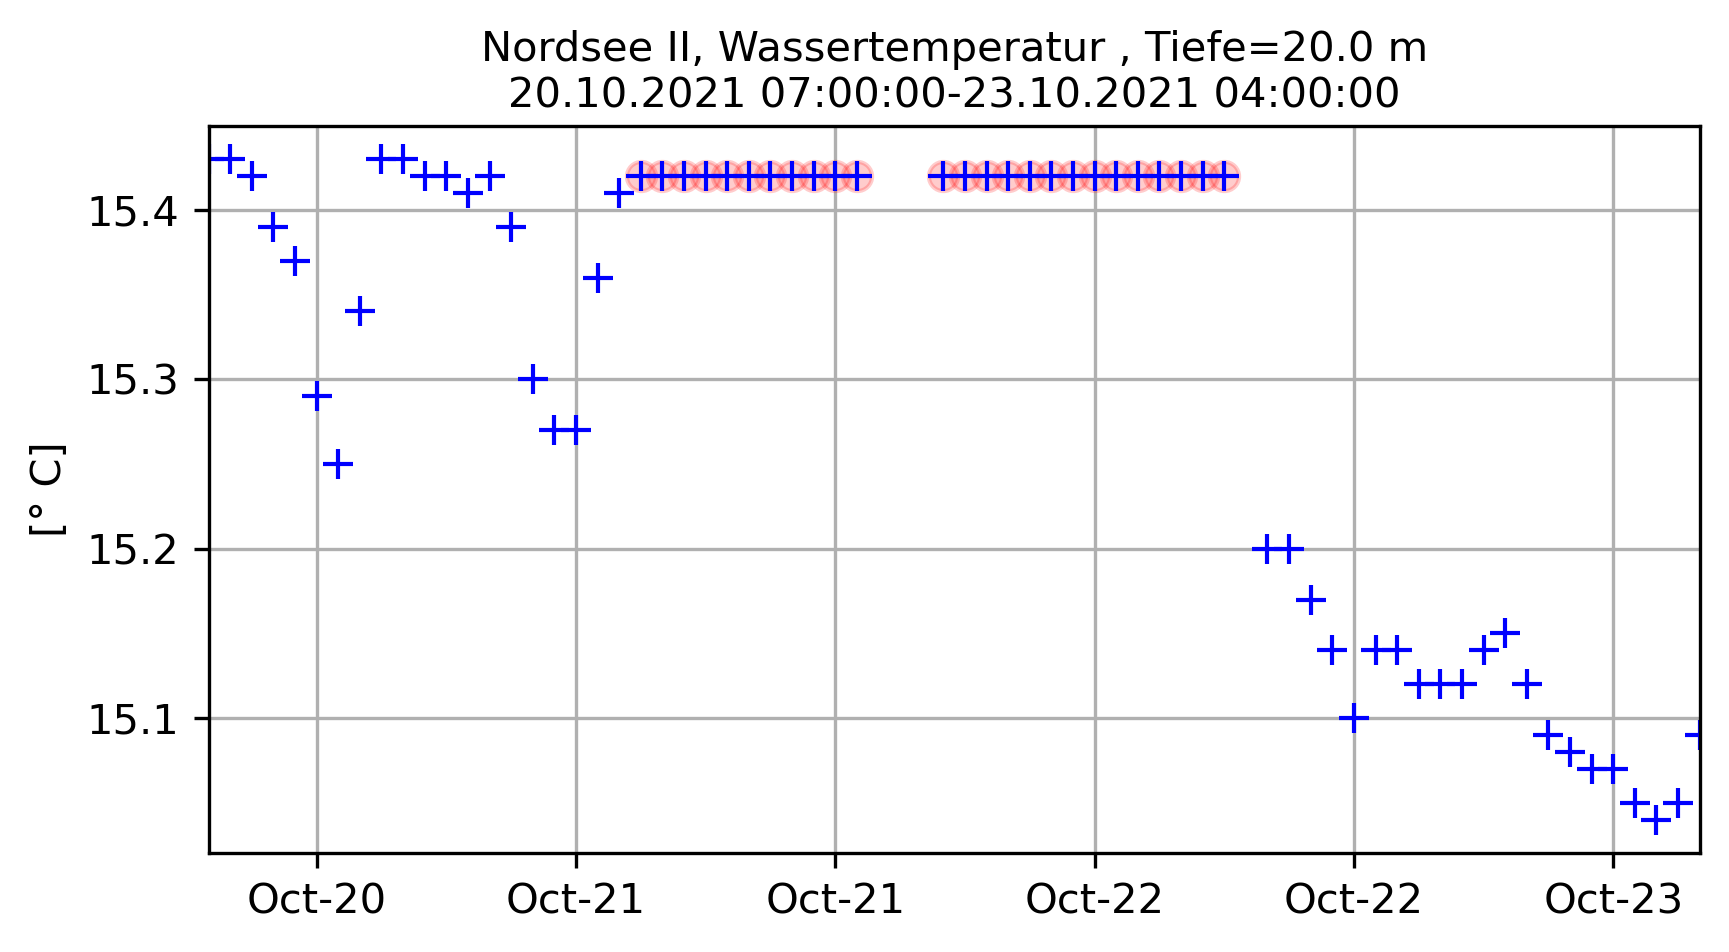 Nordsee II, Wassertemperatur , Tiefe=20.0 m
20.10.2021 07:00:00-23.10.2021 04:00:00
[° C]
15.4
15.3
15.2
15.1
Oct-20 Oct-21 Oct-21 Oct-22 Oct-22 Oct-23